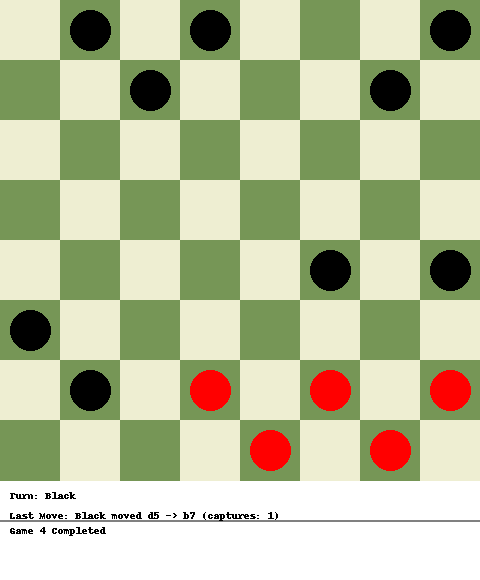 Turn: Black
Last Move: Black moved d5 -> b7 (captures: 1)
Game 4 Completed